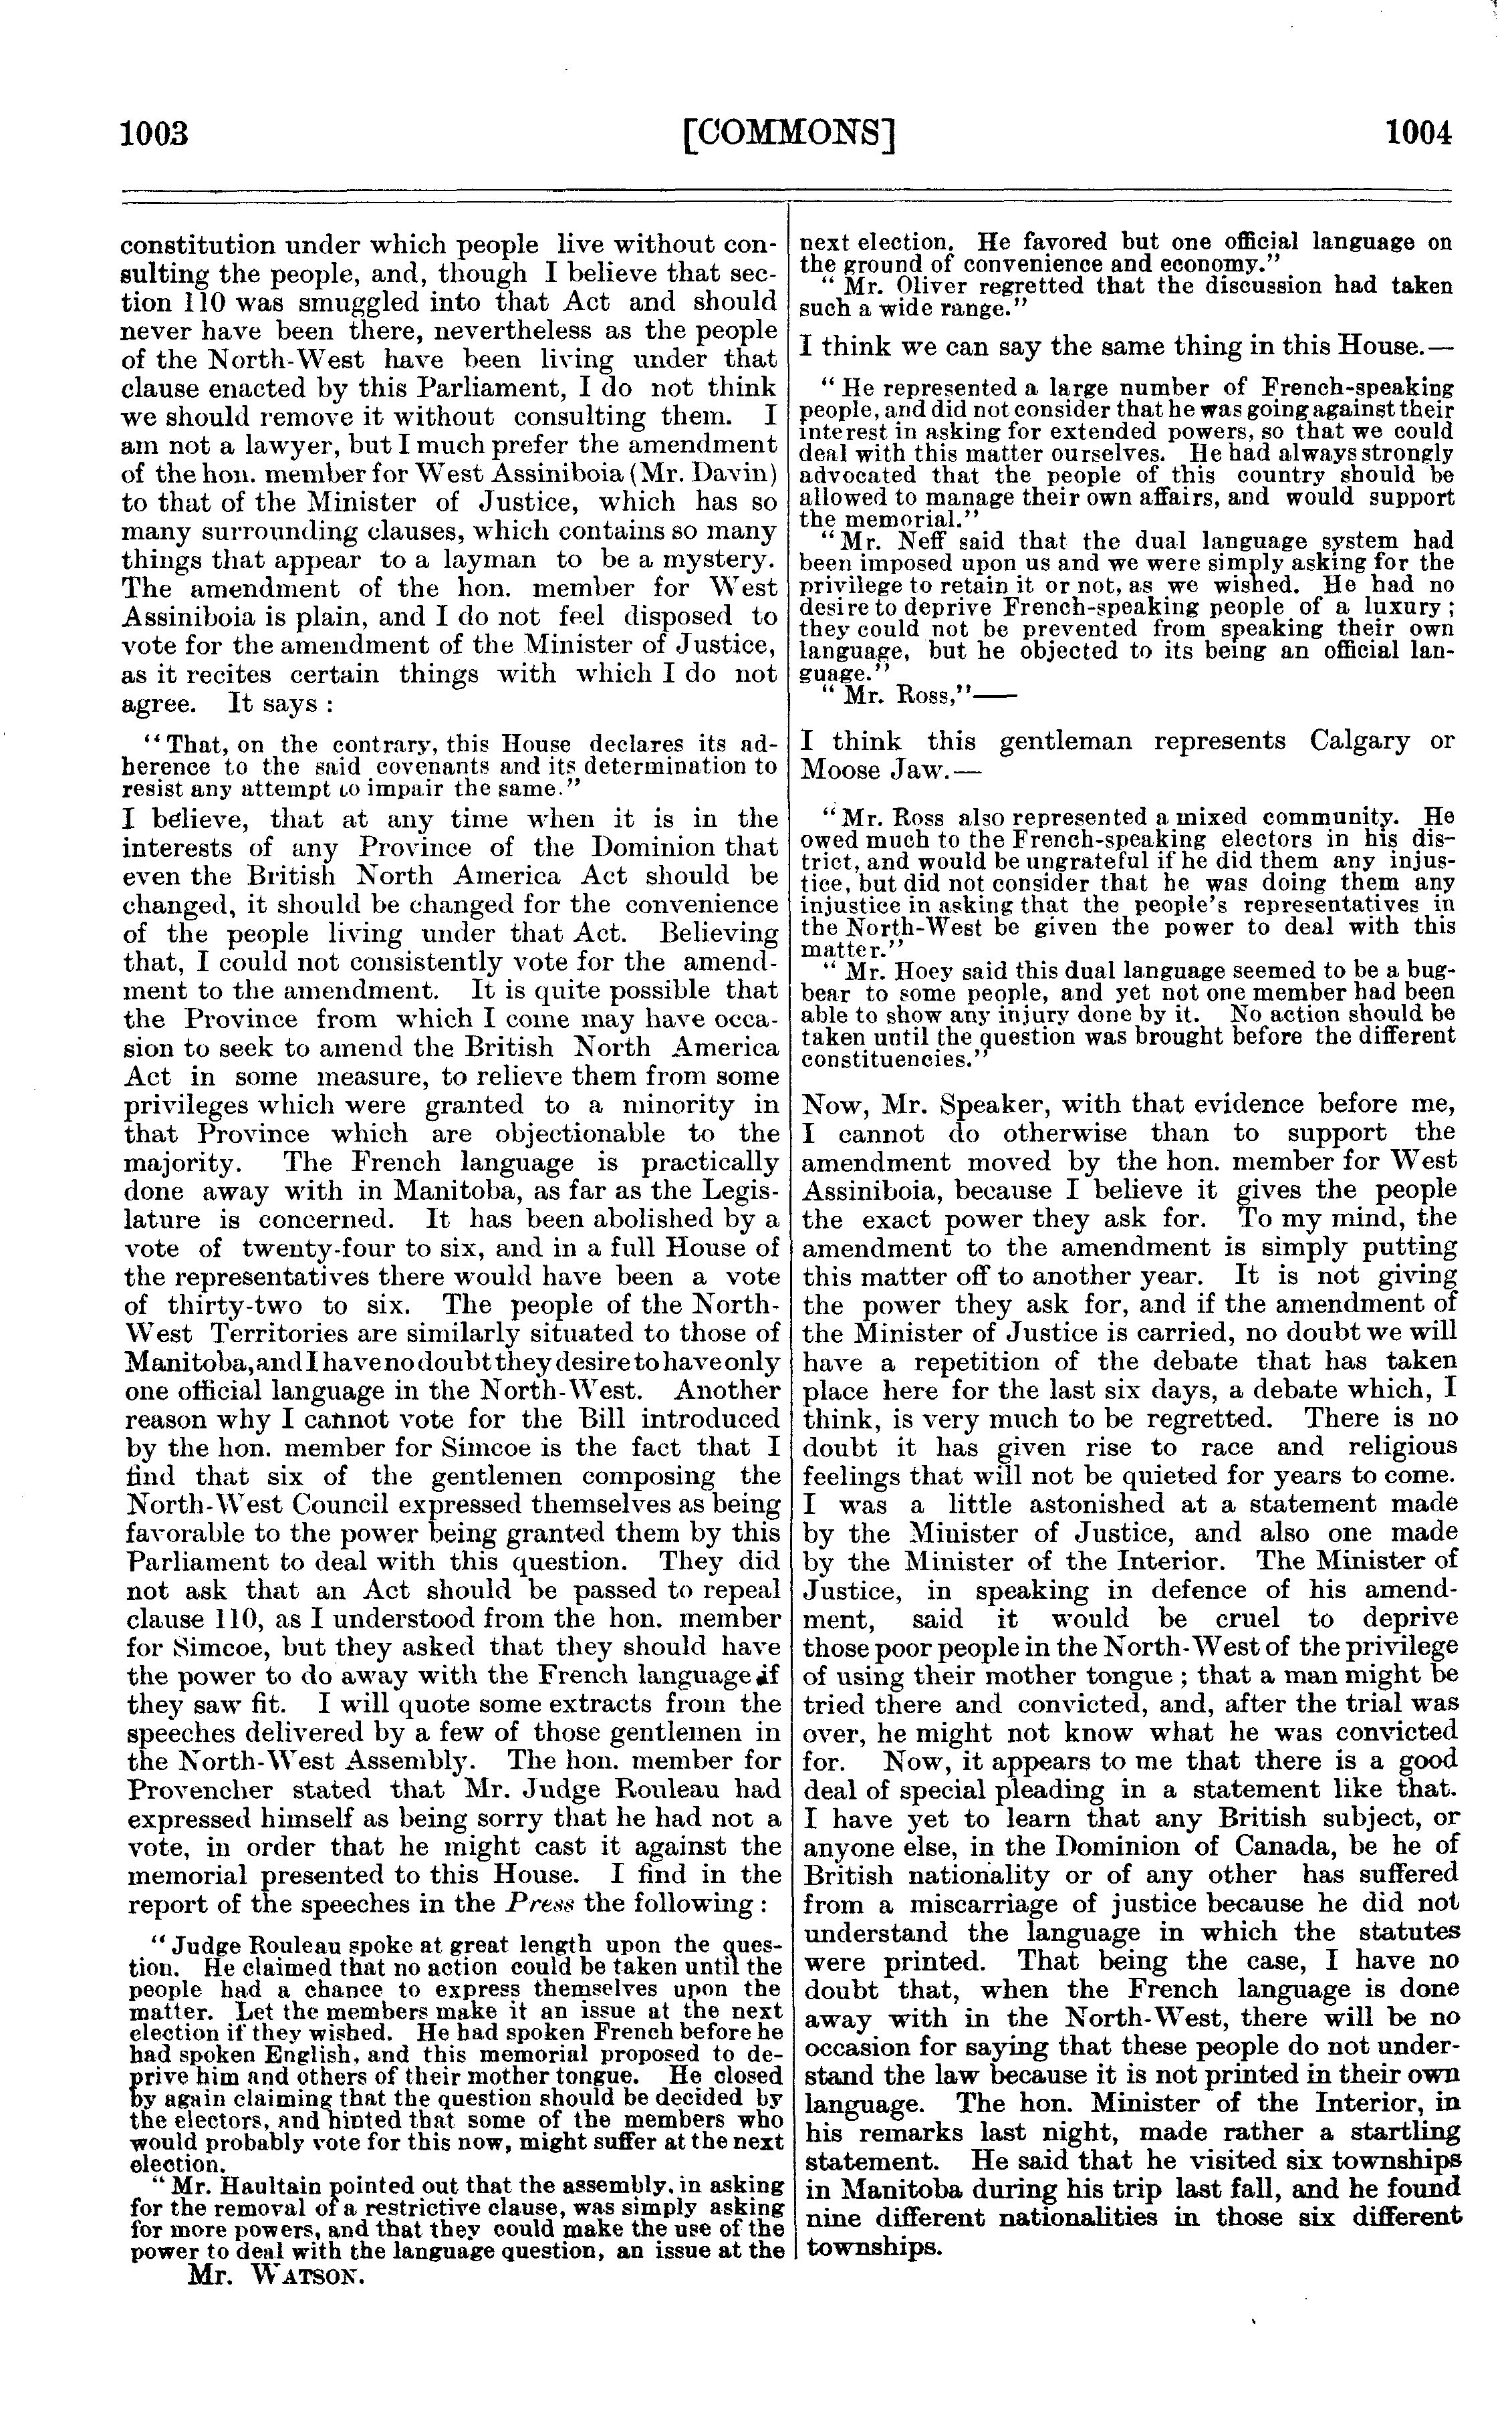 1003
[COMMONS]
1004
constitution under which people live without con-
sulting the people, and, though I believe that sec-
tion 110 was smuggled into that Act and should
never have been there, nevertheless as the people
of the North-West have been living under that
clause enacted by this Parliament, I do not think
we should remove it without consulting them. I
am not a lawyer, but I much prefer the amendment
of the hon. member for West Assiniboia (Mr. Davin)
to that of the Minister of Justice, which has so
many surrounding clauses, which contains so many
things that appear to a layman to be a mystery.
The amendment of the hon. member for West
Assiniboia is plain, and I do not feel disposed to
vote for the amendment of the Minister of Justice,
as it recites certain things with which I do not
agree. It says :
"That, on the contrary, this House declares its ad-
herence to the said covenants and its determination to
resist any attempt to impair the same."
I believe, that at any time when it is in the
interests of any Province of the Dominion that
even the British North America Act should be
changed, it should be changed for the convenience
of the people living under that Act. Believing
that, I could not consistently vote for the amend-
ment to the amendment. It is quite possible that
the Province from which I come may have occa-
sion to seek to amend the British North America
Act in some measure, to relieve them from some
privileges which were granted to a minority in
that Province which are objectionable to the
majority. The French language is practically
done away with in Manitoba, as far as the Legis-
lature is concerned. It has been abolished by a
vote of twenty-four to six, and in a full House of
the representatives there would have been a vote
of thirty-two to six. The people of the North-
West Territories are similarly situated to those of
Manitoba, and I have no doubt they desire to have only
one official language in the North-West. Another
reason why I cannot vote for the Bill introduced
by the hon. member for Simcoe is the fact that I
find that six of the gentlemen composing the
North-West Council expressed themselves as being
favorable to the power being granted them by this
Parliament to deal with this question. They did
not ask that an Act should be passed to repeal
clause 110, as I understood from the hon. member
for Simcoe, but they asked that they should have
the power to do away with the French language if
they saw fit. I will quote some extracts from the
speeches delivered by a few of those gentlemen in
the North-West Assembly. The hon. member for
Provencher stated that Mr. Judge Rouleau had
expressed himself as being sorry that he had not a
vote, in order that he might cast it against the
memorial presented to this House. I find in the
report of the speeches in the Press the following :
"Judge Rouleau spoke at great length upon the ques-
tion. He claimed that no action could be taken until the
people had a chance to express themselves upon the
matter. Let the members make it an issue at the next
election if they wished. He had spoken French before he
had spoken English, and this memorial proposed to de-
prive him and others of their mother tongue. He closed
by again claiming that the question should be decided by
the electors, and hinted that some of the members who
would probably vote for this now, might suffer at the next
election.
"Mr. Haultain pointed out that the assembly, in asking
for the removal of a restrictive clause, was simply asking
for more powers, and that they could make the use of the
power to deal with the language question, an issue at the
Mr. WATSON.
next election. He favored but one official language on
the ground of convenience and economy."
"Mr. Oliver regretted that the discussion had taken
such a wide range."
I think we can say the same thing in this House.—
"He represented a large number of French-speaking
people, and did not consider that he was going against their
interest in asking for extended powers, so that we could
deal with this matter ourselves. He had always strongly
advocated that the people of this country should be
allowed to manage their own affairs, and would support
the memorial."
"Mr. Neff said that the dual language system had
been imposed upon us and we were simply asking for the
privilege to retain it or not, as we wished. He had no
desire to deprive French-speaking people of a luxury ;
they could not be prevented from speaking their own
language, but he objected to its being an official lan-
guage."
"Mr. Ross,"—
I think this gentleman represents Calgary or
Moose Jaw.—
"Mr. Ross also represented a mixed community. He
owed much to the French-speaking electors in his dis-
trict, and would be ungrateful if he did them any injus-
tice, but did not consider that he was doing them any
injustice in asking that the people's representatives in
the North-West be given the power to deal with this
matter."
"Mr. Hoey said this dual language seemed to be a bug-
bear to some people, and yet not one member had been
able to show any injury done by it. No action should be
taken until the question was brought before the different
constituencies."
Now, Mr. Speaker, with that evidence before me,
I cannot do otherwise than to support the
amendment moved by the hon. member for West
Assiniboia, because I believe it gives the people
the exact power they ask for. To my mind, the
amendment to the amendment is simply putting
this matter off to another year. It is not giving
the power they ask for, and if the amendment of
the Minister of Justice is carried, no doubt we will
have a repetition of the debate that has taken
place here for the last six days, a debate which, I
think, is very much to be regretted. There is no
doubt it has given rise to race and religious
feelings that will not be quieted for years to come.
I was a little astonished at a statement made
by the Minister of Justice, and also one made
by the Minister of the Interior. The Minister of
Justice, in speaking in defence of his amend-
ment, said it would be cruel to deprive
those poor people in the North-West of the privilege
of using their mother tongue ; that a man might be
tried there and convicted, and, after the trial was
over, he might not know what he was convicted
for. Now, it appears to me that there is a good
deal of special pleading in a statement like that.
I have yet to learn that any British subject, or
anyone else, in the Dominion of Canada, be he of
British nationality or of any other has suffered
from a miscarriage of justice because he did not
understand the language in which the statutes
were printed. That being the case, I have no
doubt that, when the French language is done
away with in the North-West, there will be no
occasion for saying that these people do not under-
stand the law because it is not printed in their own
language. The hon. Minister of the Interior, in
his remarks last night, made rather a startling
statement. He said that he visited six townships
in Manitoba during his trip last fall, and he found
nine different nationalities in those six different
townships.